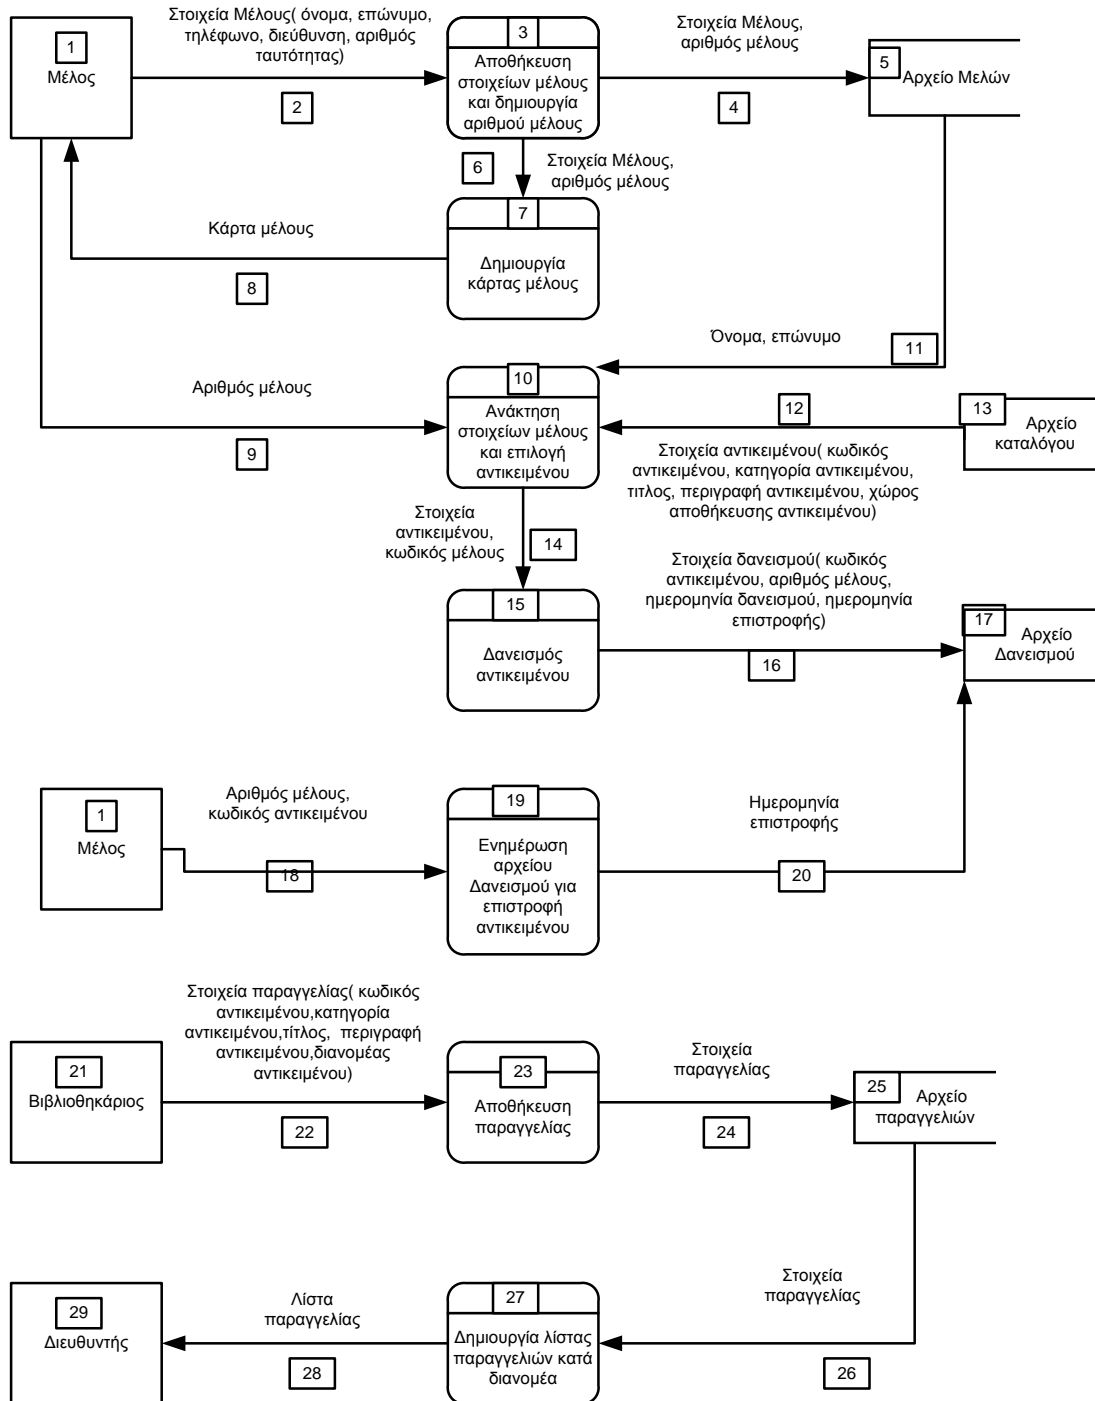 Στοιχεία Μέλους( όνομα, επώνυμο,
τηλέφωνο, διεύθυνση, αριθμός
ταυτότητας)
Στοιχεία Μέλους,
αριθμός μέλους
1
Μέλος
2
3
Αποθήκευση
στοιχείων μέλους
και δημιουργία
αριθμού μέλους
4
5
Αρχείο Μελών
6
Στοιχεία Μέλους,
αριθμός μέλους
7
Δημιουργία
κάρτας μέλους
Κάρτα μέλους
8
Όνομα, επώνυμο
11
Αριθμός μέλους
9
10
Ανάκτηση
στοιχείων μέλους
και επιλογή
αντικειμένου
12
13
Αρχείο
καταλόγου
Στοιχεία αντικειμένου( κωδικός
αντικειμένου, κατηγορία αντικειμένου,
τιτλος, περιγραφή αντικειμένου, χώρος
αποθήκευσης αντικειμένου)
Στοιχεία
αντικειμένου,
κωδικός μέλους
14
Στοιχεία δανεισμού( κωδικός
αντικειμένου, αριθμός μέλους,
ημερομηνία δανεισμού, ημερομηνία
επιστροφής)
15
Δανεισμός
αντικειμένου
16
17
Αρχείο
Δανεισμού
1
Μέλος
Αριθμός μέλους,
κωδικός αντικειμένου
18
19
Ενημέρωση
αρχείου
Δανεισμού για
επιστροφή
αντικειμένου
Ημερομηνία
επιστροφής
20
Στοιχεία παραγγελίας( κωδικός
αντικειμένου,κατηγορία
αντικειμένου,τίτλος, περιγραφή
αντικειμένου,διανομέας
αντικειμένου)
21
Βιβλιοθηκάριος
22
23
Αποθήκευση
παραγγελίας
Στοιχεία
παραγγελίας
24
25
Αρχείο
παραγγελιών
Στοιχεία
παραγγελίας
26
27
Δημιουργία λίστας
παραγγελιών κατά
διανομέα
Λίστα
παραγγελίας
28
29
Διευθυντής